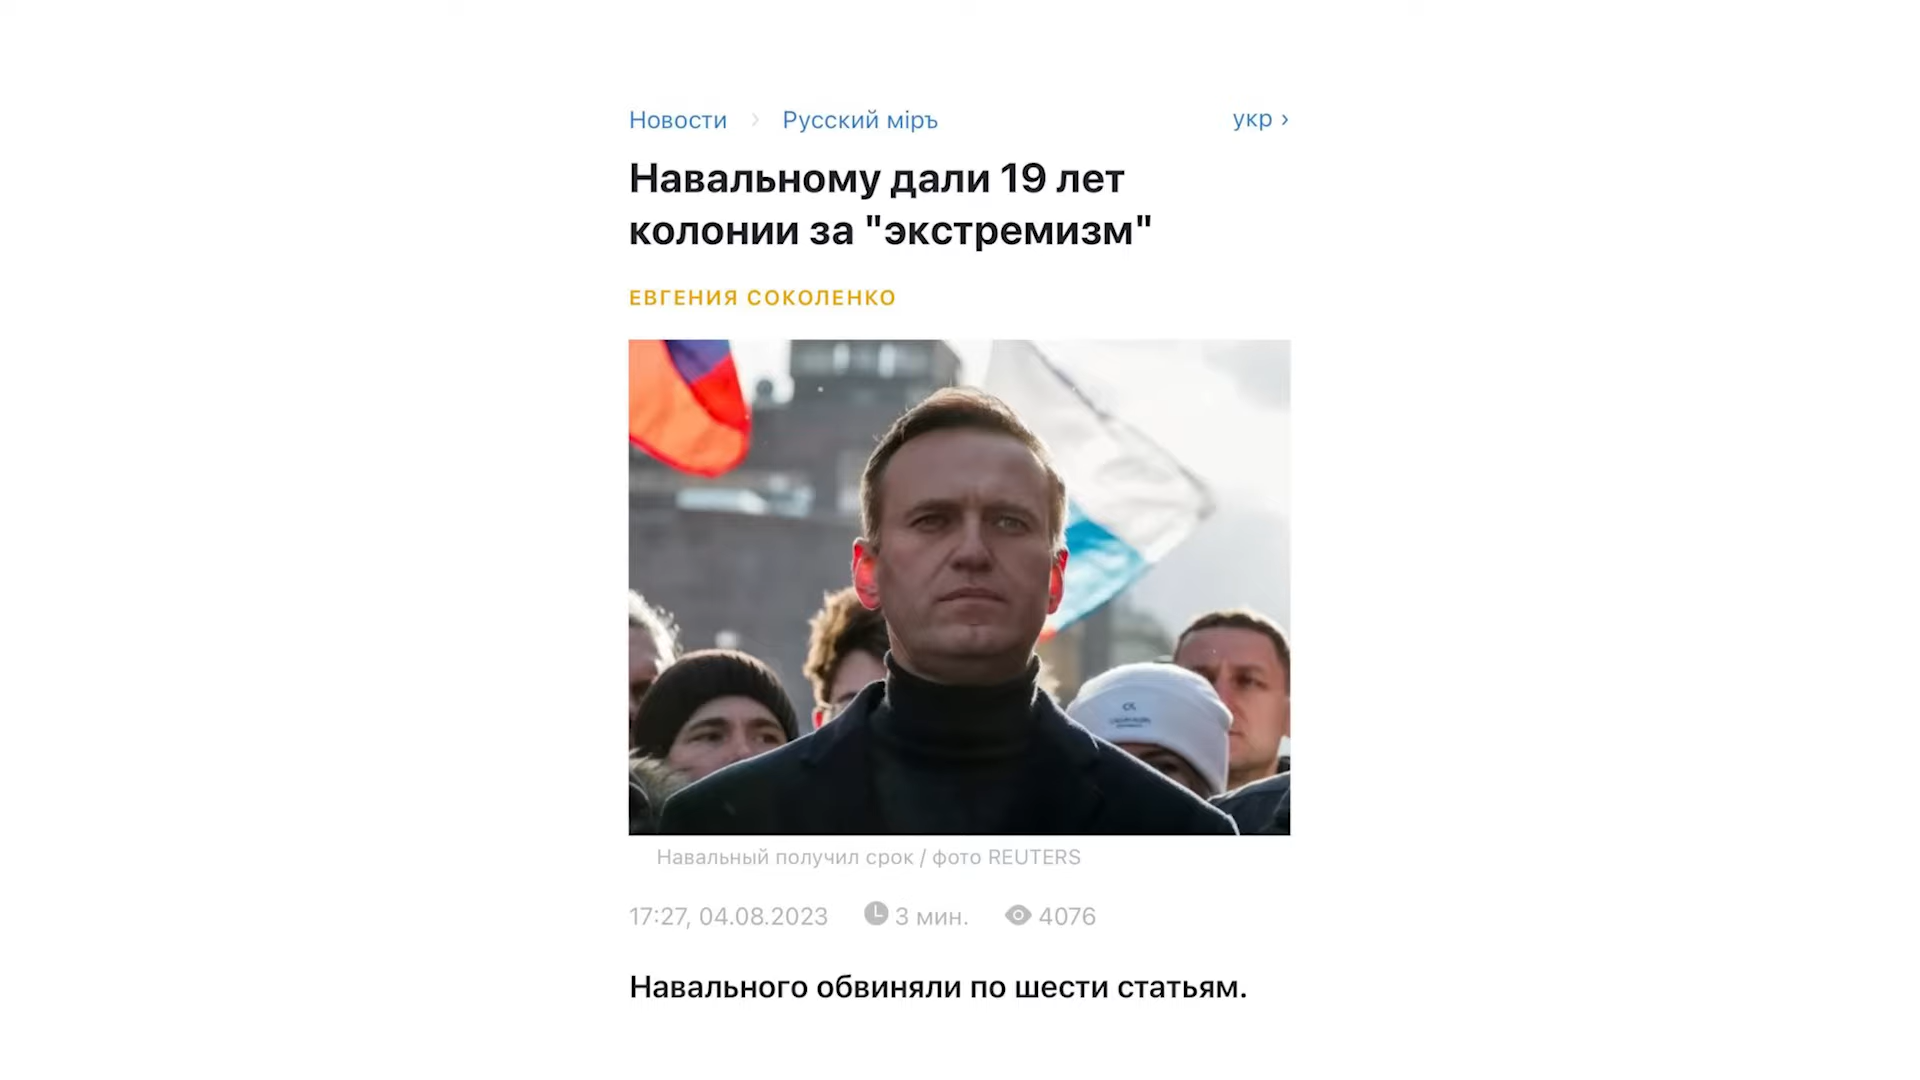 Новости › Русский мiръ укр ›
Навальному дали 19 лет
колонии за "экстремизм"
ЕВГЕНИЯ СОКОЛЕНКО
Навальный получил срок / фото REUTERS
17:27, 04.08.2023 3 мин. 4076
Навального обвиняли по шести статьям.